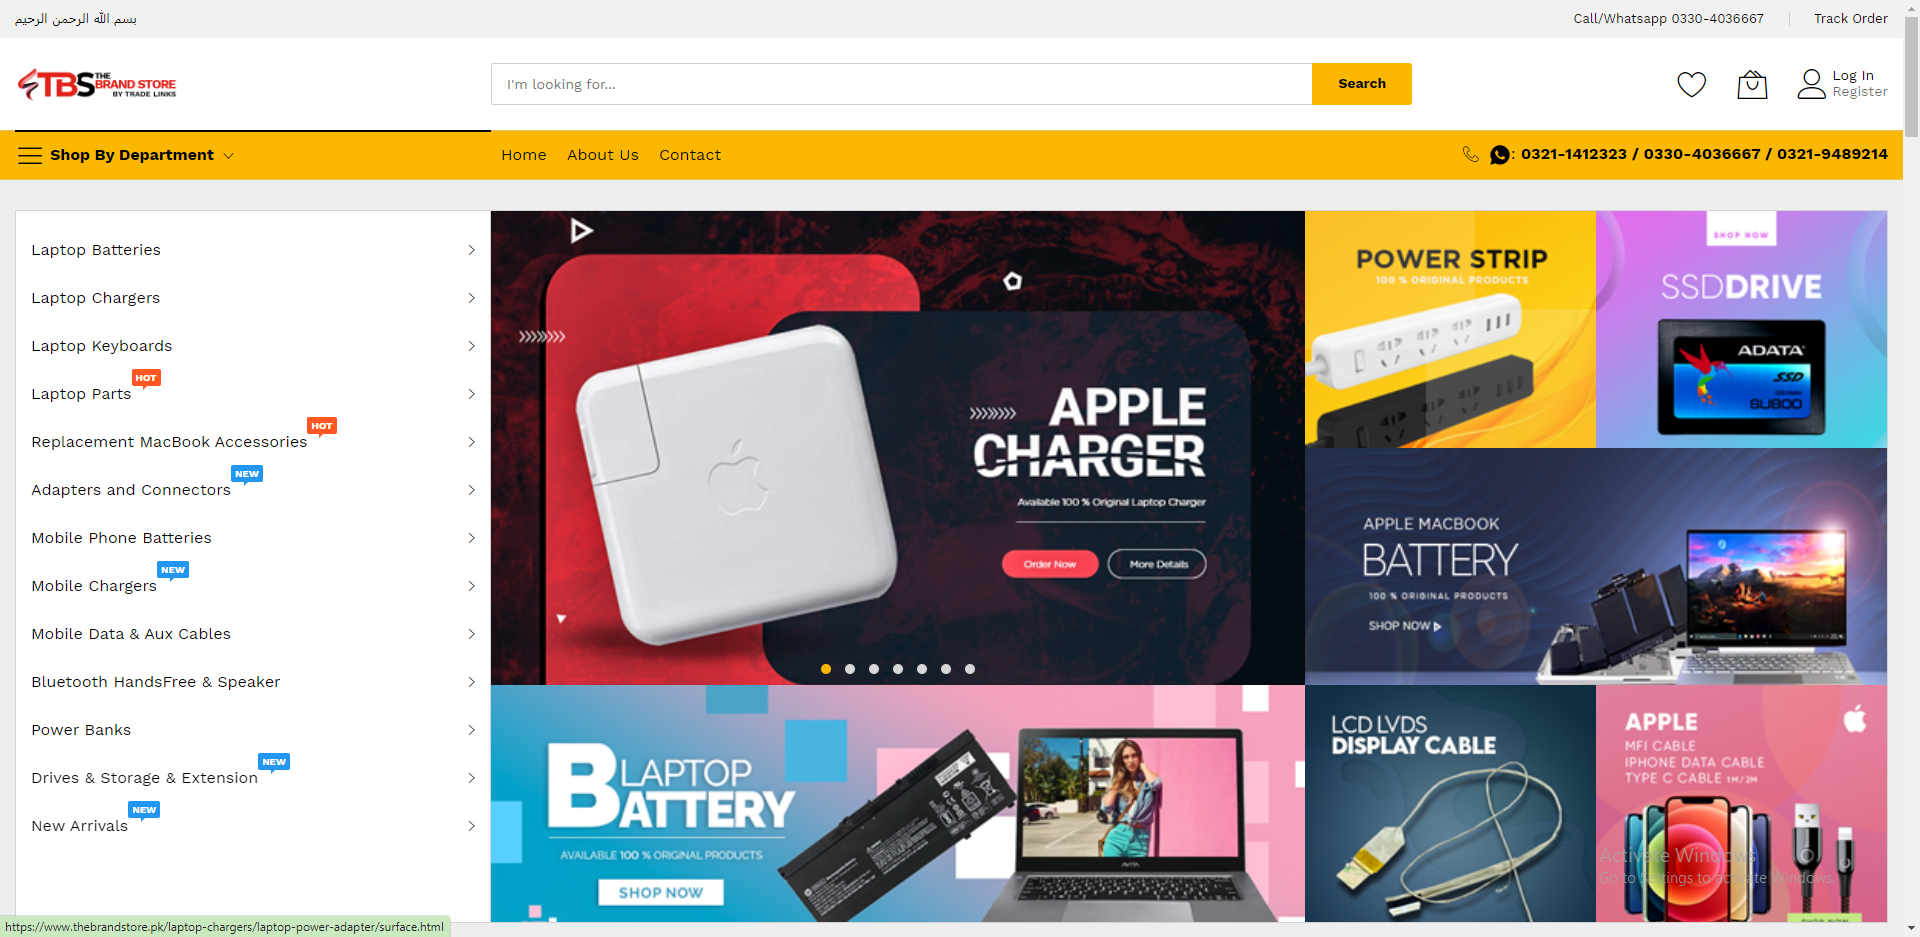 بسم الله الرحمن الرحيم
Call/Whatsapp 0330-4036667
Track Order
TBS THE BRAND STORE
BY TRADE LINKS
I'm looking for...
Search
Log In
Register
Shop By Department
Home
About Us
Contact
: 0321-1412323 / 0330-4036667 / 0321-9489214
Laptop Batteries
Laptop Chargers
Laptop Keyboards
Laptop Parts HOT
Replacement MacBook Accessories HOT
Adapters and Connectors NEW
Mobile Phone Batteries
Mobile Chargers NEW
Mobile Data & Aux Cables
Bluetooth HandsFree & Speaker
Power Banks
Drives & Storage & Extension NEW
New Arrivals NEW
APPLE
CHARGER
Available 100 % Original Laptop Charger
Order Now
More Details
POWER STRIP
100 % ORIGINAL PRODUCTS
SHOP NOW
SSDDRIVE
ADATA
SSD
SU800
APPLE MACBOOK
BATTERY
100 % ORIGINAL PRODUCTS
SHOP NOW
LAPTOP
BATTERY
AVAILABLE 100 % ORIGINAL PRODUCTS
SHOP NOW
AVITA
LCD LVDS
DISPLAY CABLE
APPLE
MFI CABLE
IPHONE DATA CABLE
TYPE C CABLE 1M/2M
SHOP NOW
Activate Windows
Go to Settings to activate Windows.
https://www.thebrandstore.pk/laptop-chargers/laptop-power-adapter/surface.html